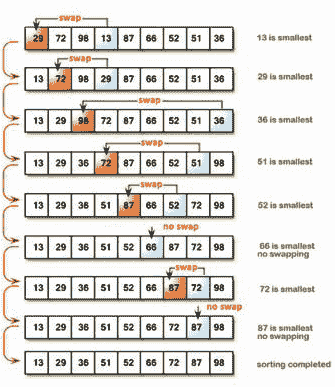 swap
29 72 98 13 87 66 52 51 36 13 is smallest
swap
13 72 98 29 87 66 52 51 36 29 is smallest
swap
13 29 98 72 87 66 52 51 36 36 is smallest
swap
13 29 36 72 87 66 52 51 98 51 is smallest
swap
13 29 36 51 87 66 52 72 98 52 is smallest
no swap
13 29 36 51 52 66 87 72 98 66 is smallest
no swapping
swap
13 29 36 51 52 66 87 72 98 72 is smallest
no swap
13 29 36 51 52 66 72 87 98 87 is smallest
no swapping
13 29 36 51 52 66 72 87 98 sorting completed